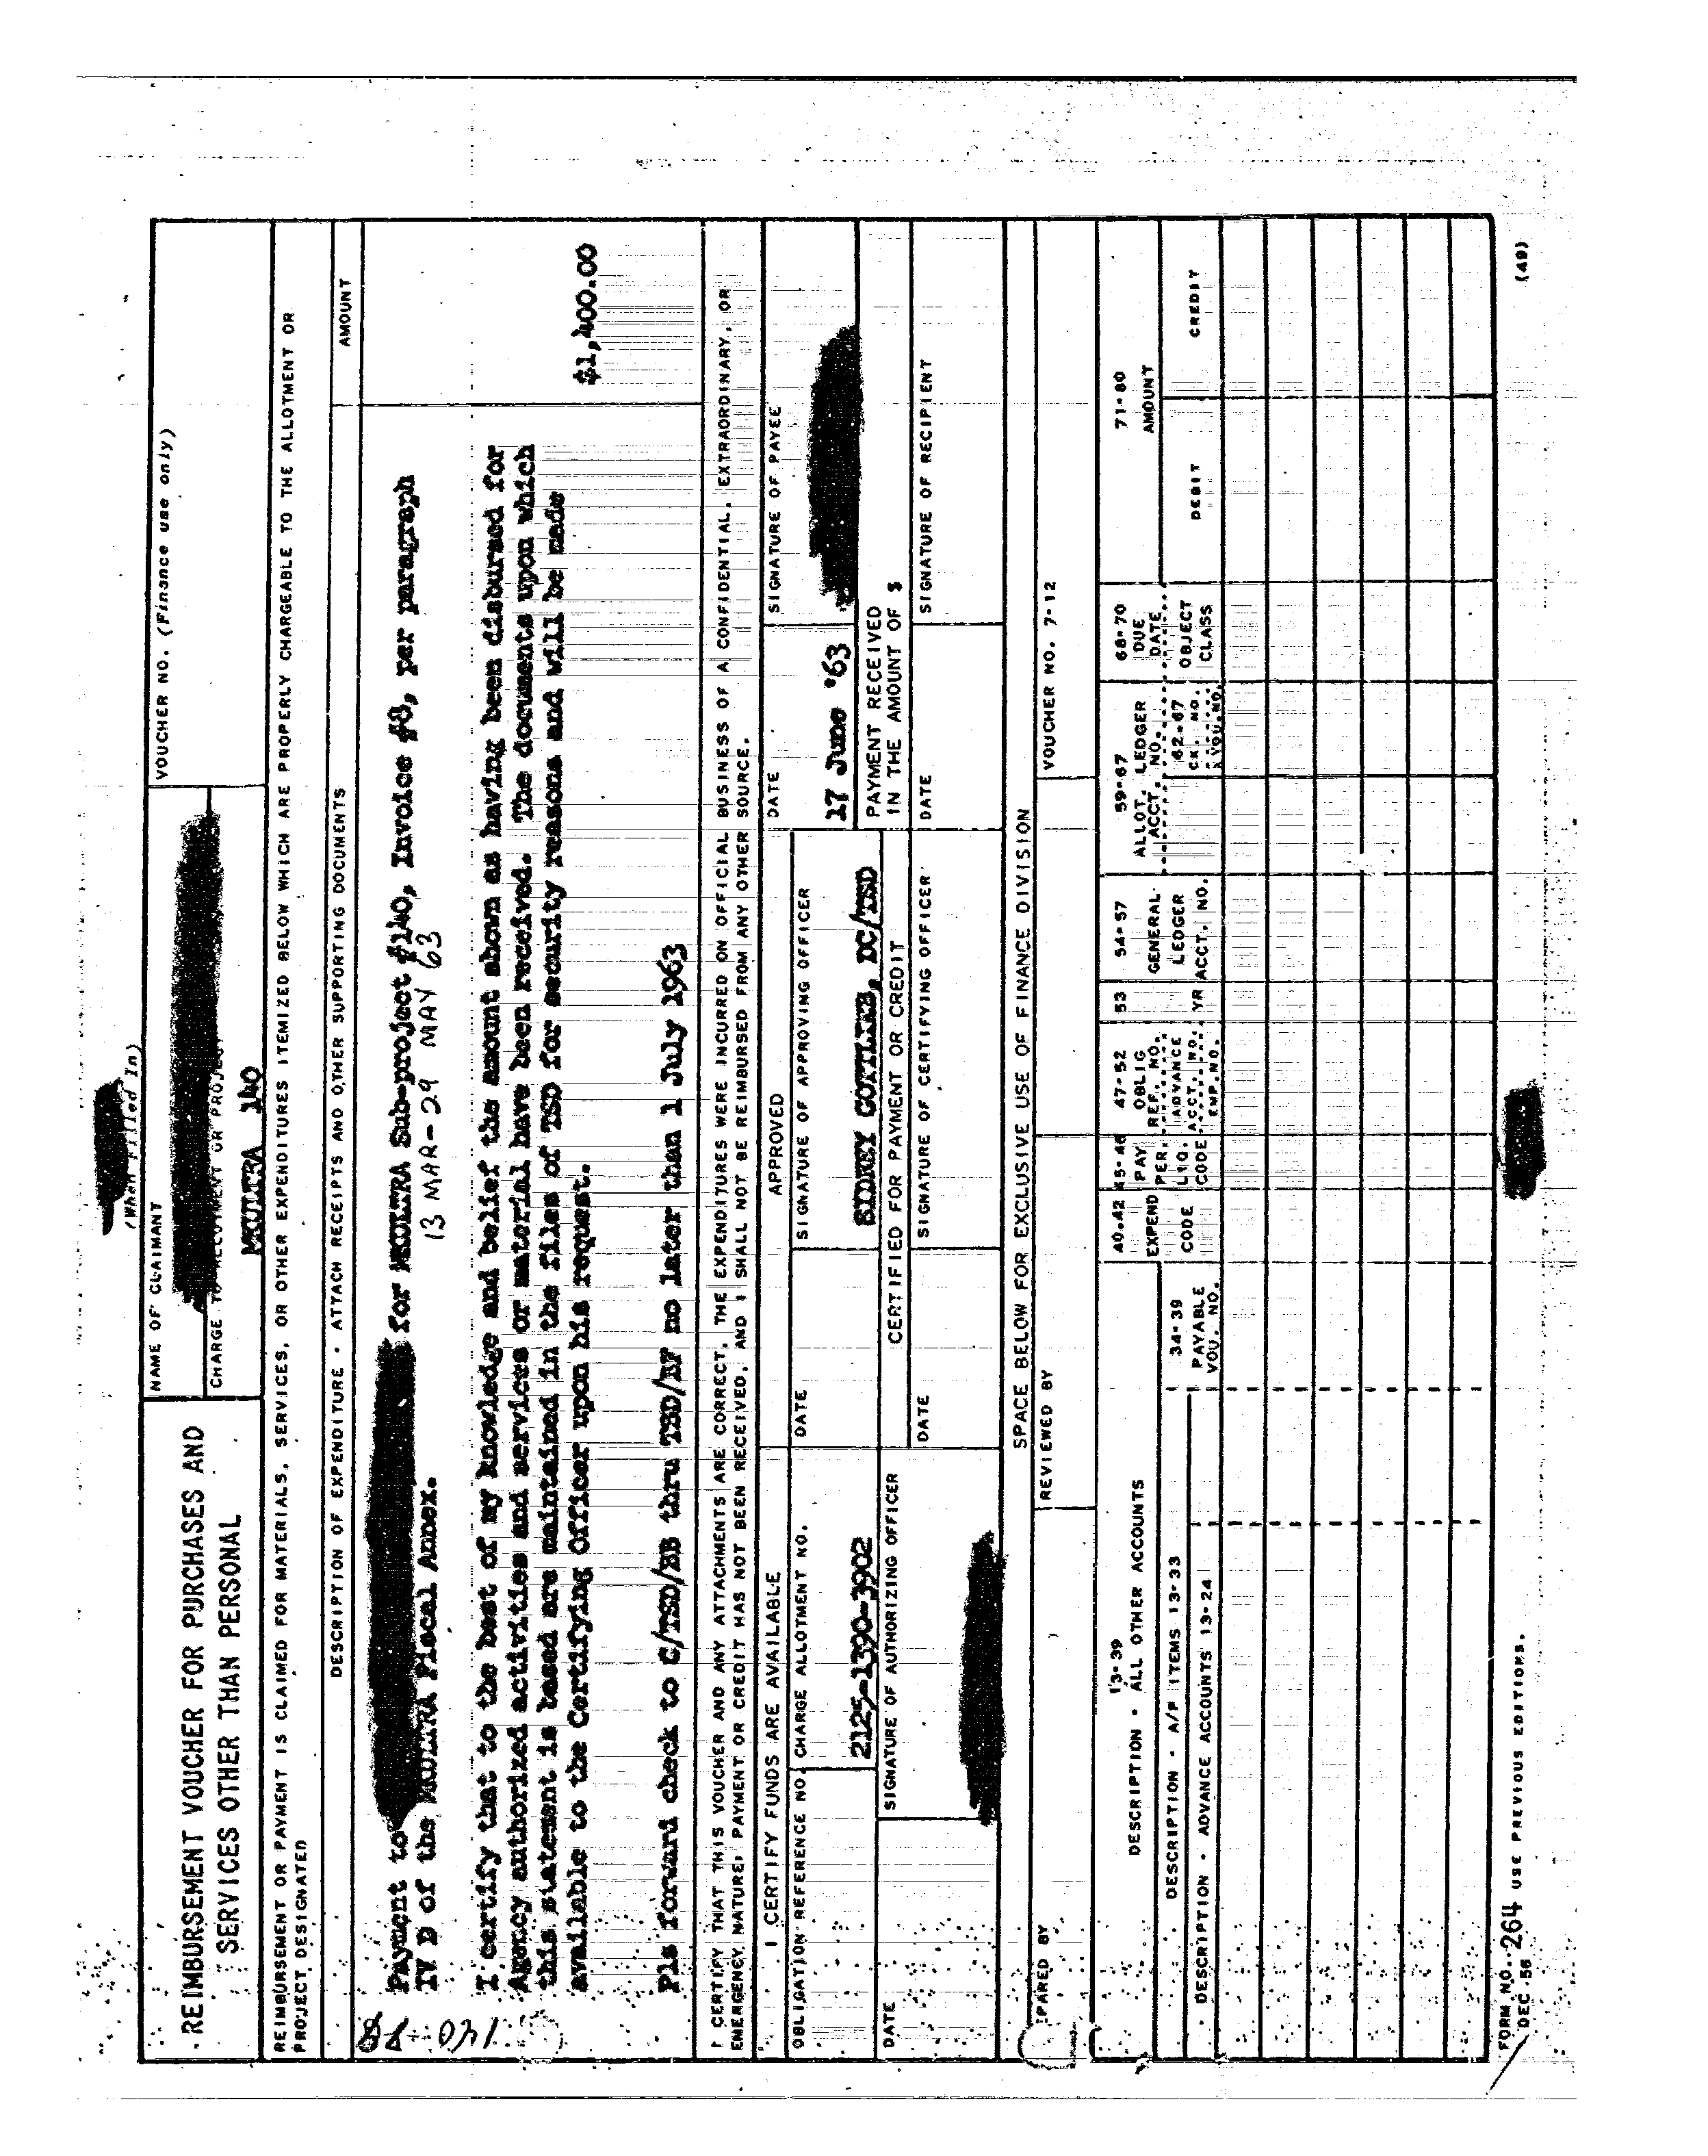 (When Filled In)
REIMBURSEMENT VOUCHER FOR PURCHASES AND
SERVICES OTHER THAN PERSONAL
NAME OF CLAIMANT
VOUCHER NO. (Finance use only)
CHARGE TO ALLOTMENT OR PROJECT
MKULTRA 140
REIMBURSEMENT OR PAYMENT IS CLAIMED FOR MATERIALS, SERVICES, OR OTHER EXPENDITURES ITEMIZED BELOW WHICH ARE PROPERLY CHARGEABLE TO THE ALLOTMENT OR
PROJECT DESIGNATED
DESCRIPTION OF EXPENDITURE - ATTACH RECEIPTS AND OTHER SUPPORTING DOCUMENTS
AMOUNT
Payment to for MKULTRA Sub-project #140, Invoice #8, per paragraph
IV D of the MKULTRA Fiscal Annex.
13 MAR-29 MAY 63
I certify that to the best of my knowledge and belief the amount shown as having been disbursed for
Agency authorized activities and services or material have been received. The documents upon which
this statement is based are maintained in the files of TSD for security reasons and will be made
available to the Certifying Officer upon his request.
$1,400.00
Pls forward check to C/TSD/BB thru TSD/BF no later than 1 July 1963
I CERTIFY THAT THIS VOUCHER AND ANY ATTACHMENTS ARE CORRECT, THE EXPENDITURES WERE INCURRED ON OFFICIAL BUSINESS OF A CONFIDENTIAL, EXTRAORDINARY, OR
EMERGENCY NATURE; PAYMENT OR CREDIT HAS NOT BEEN RECEIVED, AND I SHALL NOT BE REIMBURSED FROM ANY OTHER SOURCE.
I CERTIFY FUNDS ARE AVAILABLE
APPROVED
DATE
SIGNATURE OF PAYEE
OBLIGATION REFERENCE NO.
CHARGE ALLOTMENT NO.
DATE
SIGNATURE OF APPROVING OFFICER
2125-1390-3902
SIDNEY GOTTLIEB, DC/TSD
17 June '63
DATE
SIGNATURE OF AUTHORIZING OFFICER
CERTIFIED FOR PAYMENT OR CREDIT
PAYMENT RECEIVED
IN THE AMOUNT OF $
DATE
SIGNATURE OF CERTIFYING OFFICER
DATE
SIGNATURE OF RECIPIENT
SPACE BELOW FOR EXCLUSIVE USE OF FINANCE DIVISION
PARED BY
REVIEWED BY
VOUCHER NO. 7-12
13-39
DESCRIPTION - ALL OTHER ACCOUNTS
DESCRIPTION - A/P ITEMS 13-33
DESCRIPTION - ADVANCE ACCOUNTS 13-24
34-39
PAYABLE
VOU. NO.
40-42
EXPEND
CODE
45-46
PAY
PER.
LIQ.
CODE
47-52
OBLIG
REF. NO.
ADVANCE
ACCT. NO.
EMP. NO.
53
YR
54-57
GENERAL
LEDGER
ACCT. NO.
59-67
ALLOT. LEDGER
ACCT. NO.
62-67
CK. NO.
VOU. NO.
68-70
DUE
DATE
OBJECT
CLASS
71-80
AMOUNT
DEBIT
CREDIT
FORM NO. 264 USE PREVIOUS EDITIONS.
DEC 56
(49)